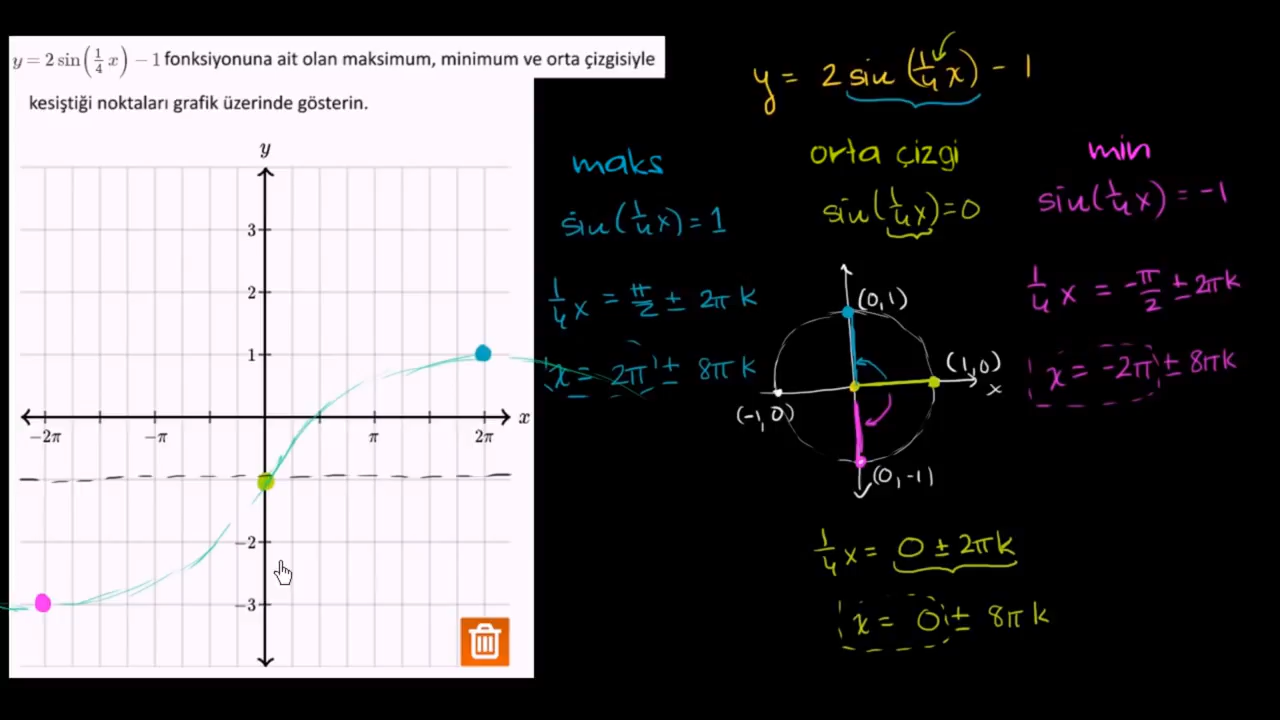 y = 2 sin(1/4 x) − 1 fonksiyonuna ait olan maksimum, minimum ve orta çizgisiyle
kesiştiği noktaları grafik üzerinde gösterin.
y
3
2
1
−2π −π π 2π x
−2
−3
y = 2 sin (1/4 x) − 1
maks
sin(1/4 x) = 1
1/4 x = π/2 ± 2πk
x = 2π ± 8πk
orta çizgi
sin(1/4 x) = 0
(0,1)
(1,0)
x
(−1,0)
(0,−1)
1/4 x = 0 ± 2πk
x = 0 ± 8πk
min
sin(1/4 x) = −1
1/4 x = −π/2 ± 2πk
x = −2π ± 8πk